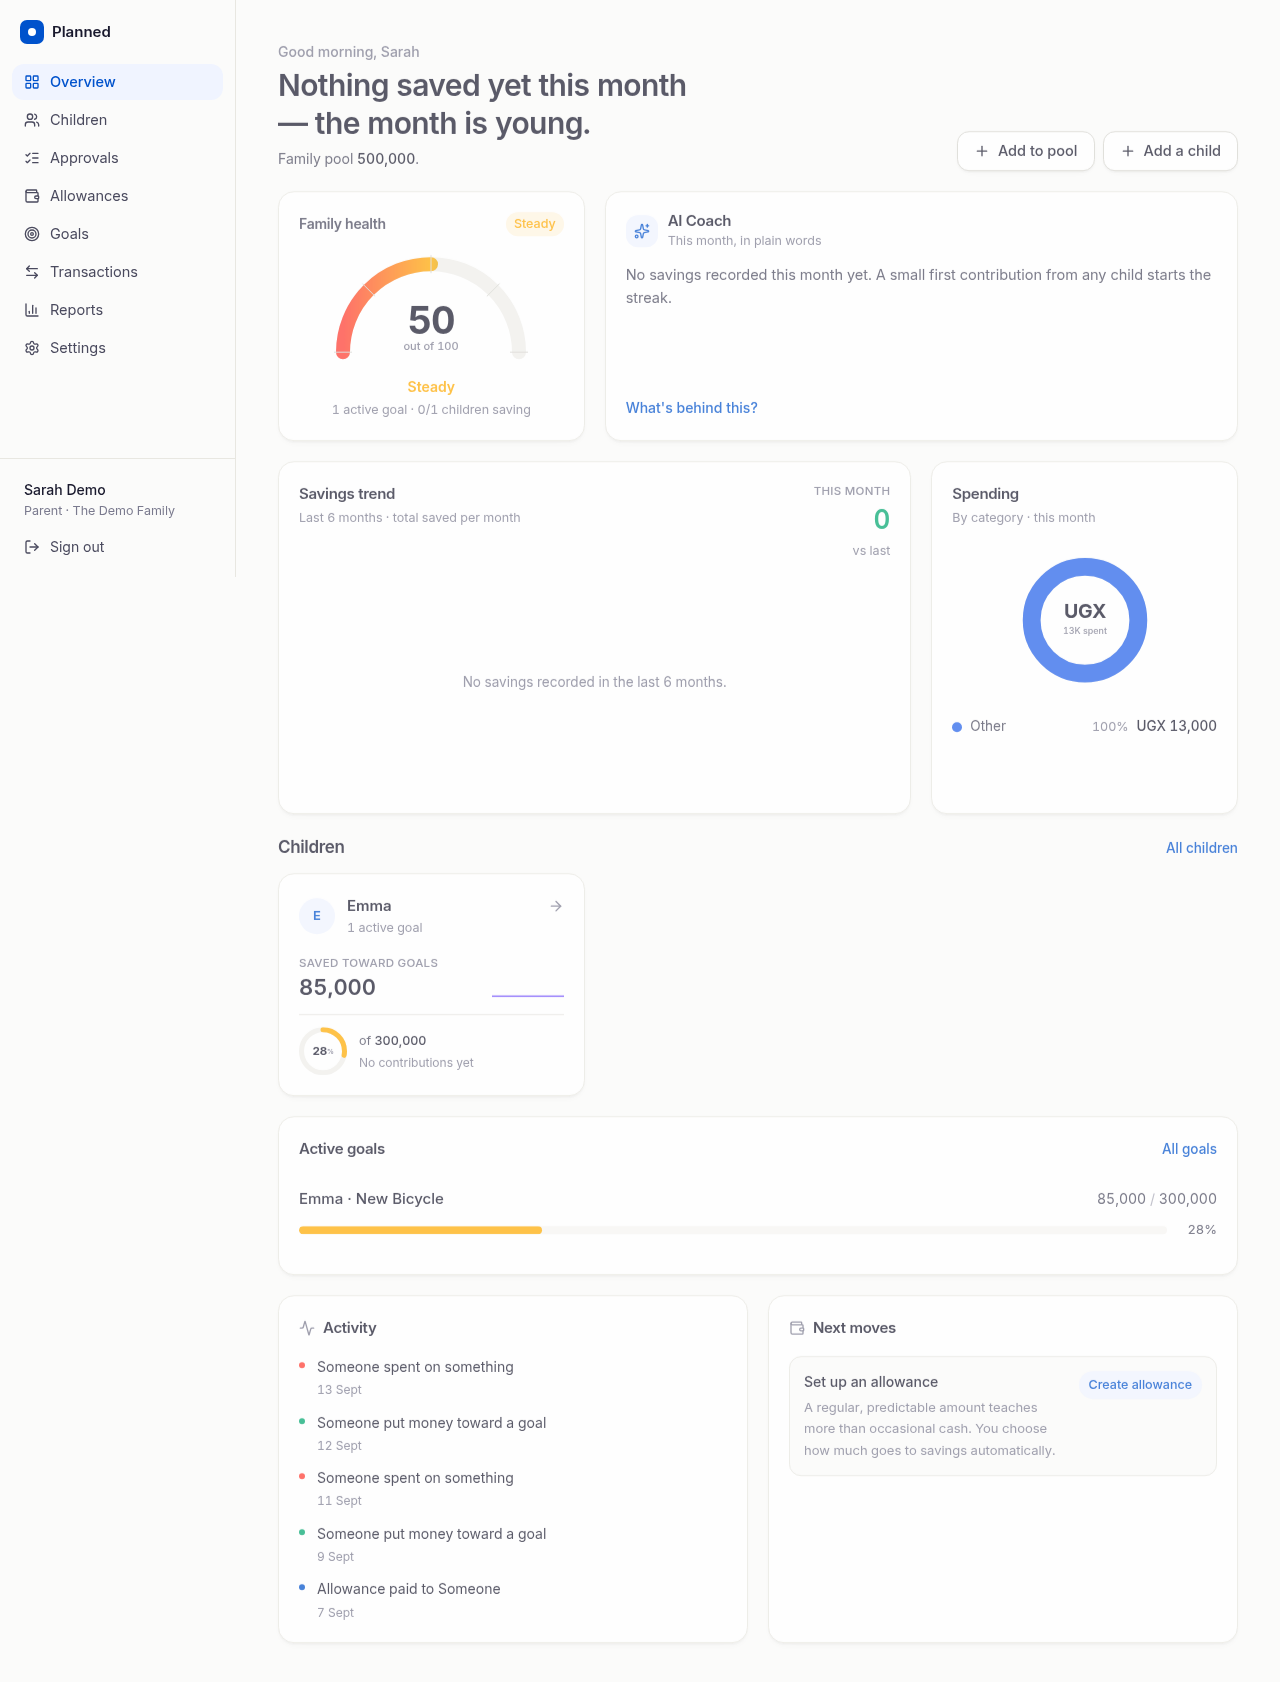 Planned
Overview
Children
Approvals
Allowances
Goals
Transactions
Reports
Settings
Sarah Demo
Parent · The Demo Family
Sign out
Good morning, Sarah
Nothing saved yet this month
— the month is young.
Family pool 500,000.
Add to pool
Add a child
Family health
Steady
50
out of 100
Steady
1 active goal · 0/1 children saving
AI Coach
This month, in plain words
No savings recorded this month yet. A small first contribution from any child starts the
streak.
What's behind this?
Savings trend
Last 6 months · total saved per month
THIS MONTH
0
vs last
No savings recorded in the last 6 months.
Spending
By category · this month
UGX
13K spent
Other 100% UGX 13,000
Children
All children
E
Emma
1 active goal
SAVED TOWARD GOALS
85,000
28%
of 300,000
No contributions yet
Active goals
All goals
Emma · New Bicycle
85,000 / 300,000
28%
Activity
Someone spent on something
13 Sept
Someone put money toward a goal
12 Sept
Someone spent on something
11 Sept
Someone put money toward a goal
9 Sept
Allowance paid to Someone
7 Sept
Next moves
Set up an allowance
Create allowance
A regular, predictable amount teaches
more than occasional cash. You choose
how much goes to savings automatically.